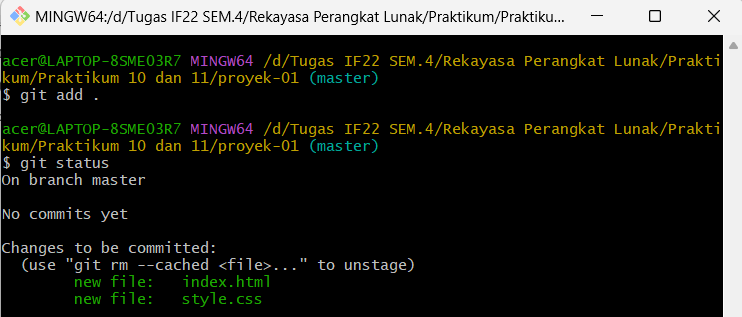 MINGW64:/d/Tugas IF22 SEM.4/Rekayasa Perangkat Lunak/Praktikum/Praktiku...
acer@LAPTOP-8SME03R7 MINGW64 /d/Tugas IF22 SEM.4/Rekayasa Perangkat Lunak/Prakti
kum/Praktikum 10 dan 11/proyek-01 (master)
$ git add .
acer@LAPTOP-8SME03R7 MINGW64 /d/Tugas IF22 SEM.4/Rekayasa Perangkat Lunak/Prakti
kum/Praktikum 10 dan 11/proyek-01 (master)
$ git status
On branch master
No commits yet
Changes to be committed:
  (use "git rm --cached <file>..." to unstage)
        new file:   index.html
        new file:   style.css